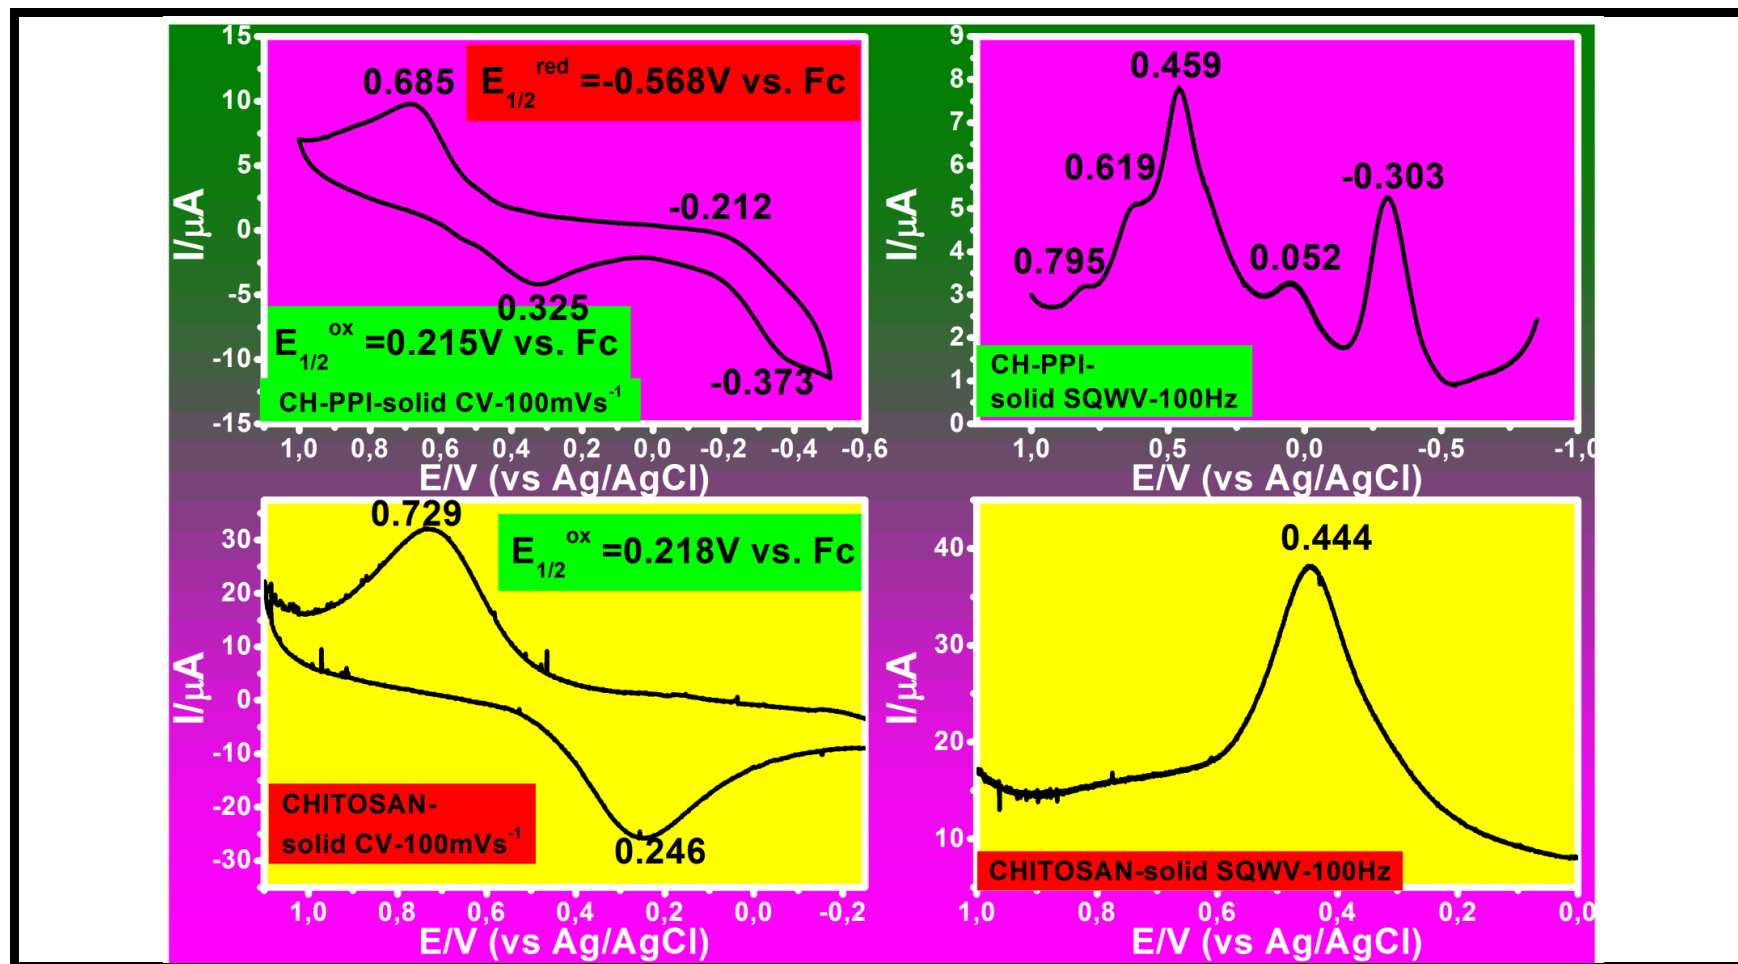 15
10
5
0
-5
-10
-15
I/µA
0.685
E1/2red =-0.568V vs. Fc
-0.212
0.325
E1/2ox =0.215V vs. Fc
-0.373
CH-PPI-solid CV-100mVs-1
1,0 0,8 0,6 0,4 0,2 0,0 -0,2 -0,4 -0,6
E/V (vs Ag/AgCl)
9
8
7
6
5
4
3
2
1
0
I/µA
0.459
0.619
-0.303
0.795
0.052
CH-PPI-
solid SQWV-100Hz
1,0 0,5 0,0 -0,5 -1,0
E/V (vs Ag/AgCl)
30
20
10
0
-10
-20
-30
I/µA
0.729
E1/2ox =0.218V vs. Fc
CHITOSAN-
solid CV-100mVs-1
0.246
1,0 0,8 0,6 0,4 0,2 0,0 -0,2
E/V (vs Ag/AgCl)
40
30
20
10
I/µA
0.444
CHITOSAN-solid SQWV-100Hz
1,0 0,8 0,6 0,4 0,2 0,0
E/V (vs Ag/AgCl)